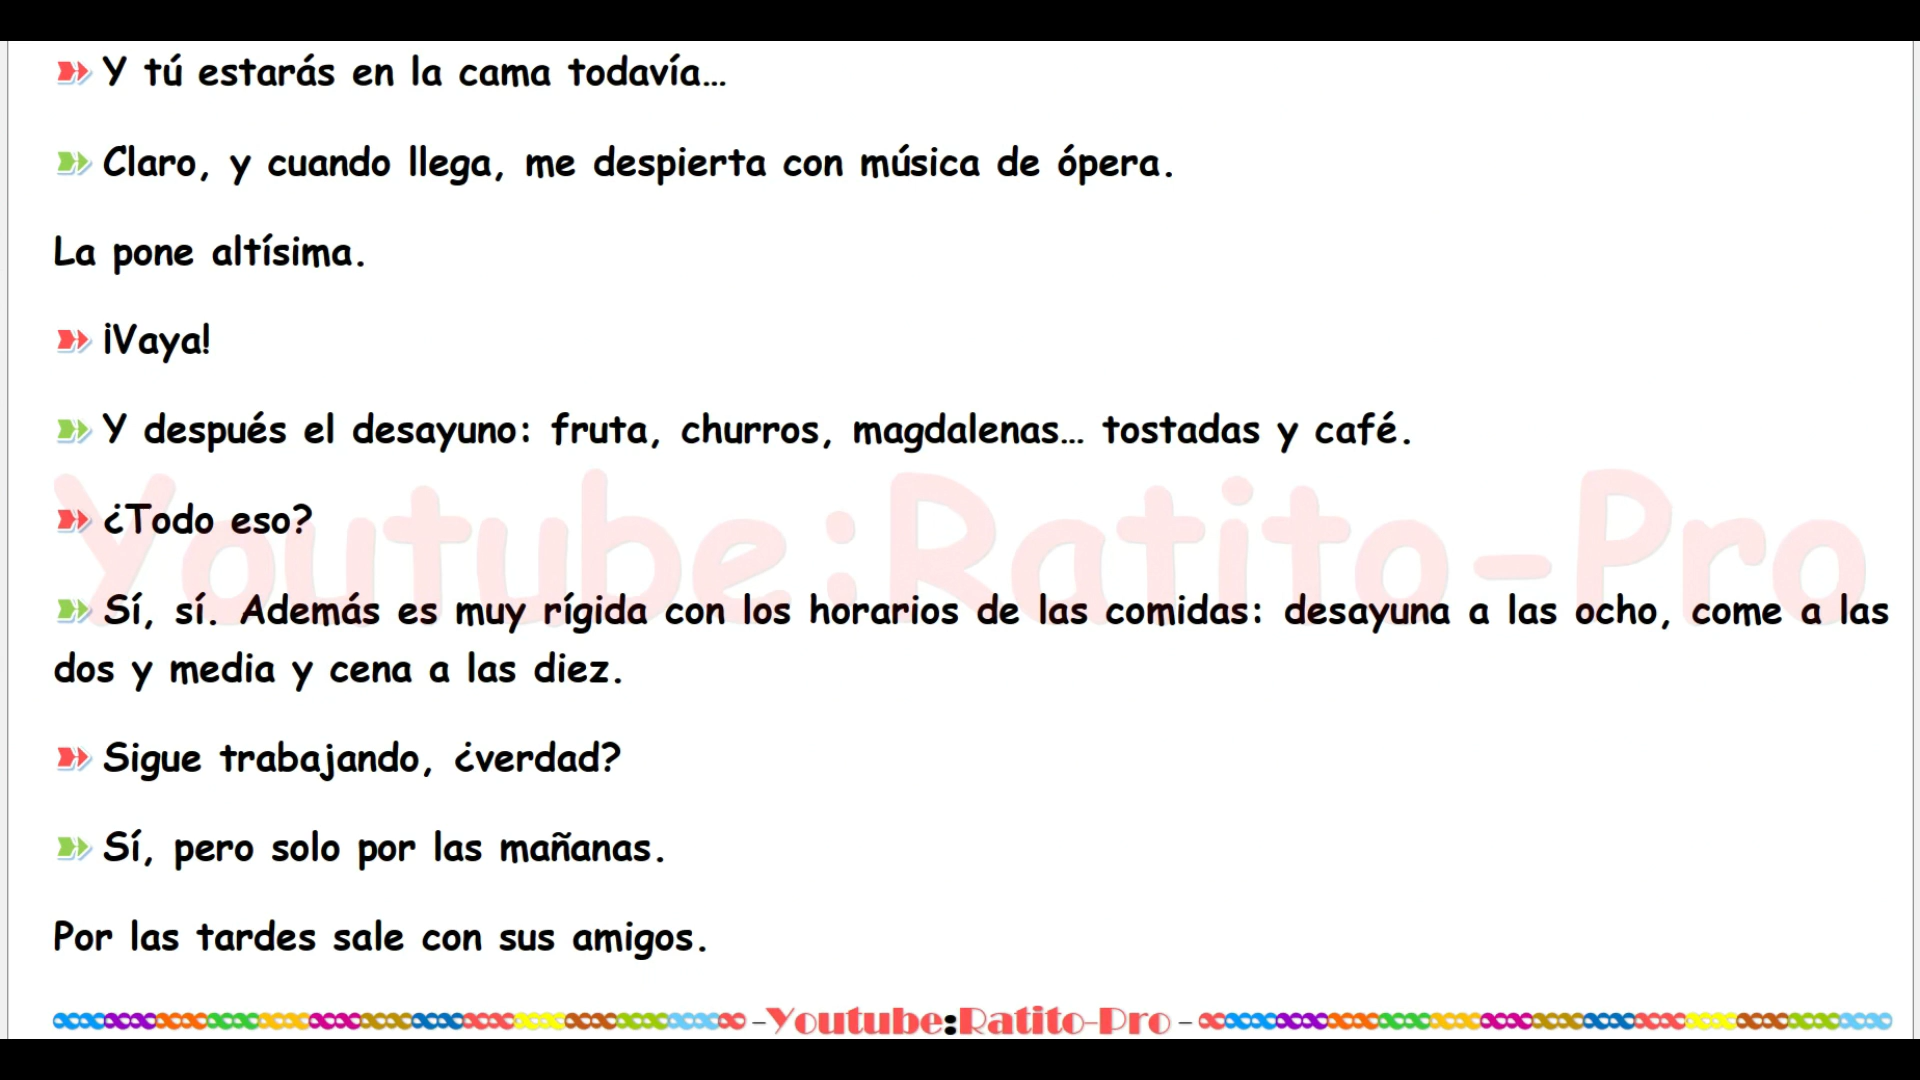 Y tú estarás en la cama todavía...
Claro, y cuando llega, me despierta con música de ópera.
La pone altísima.
¡Vaya!
Y después el desayuno: fruta, churros, magdalenas... tostadas y café.
Youtube:Ratito-Pro
¿Todo eso?
Sí, sí. Además es muy rígida con los horarios de las comidas: desayuna a las ocho, come a las
dos y media y cena a las diez.
Sigue trabajando, ¿verdad?
Sí, pero solo por las mañanas.
Por las tardes sale con sus amigos.
-Youtube:Ratito-Pro-